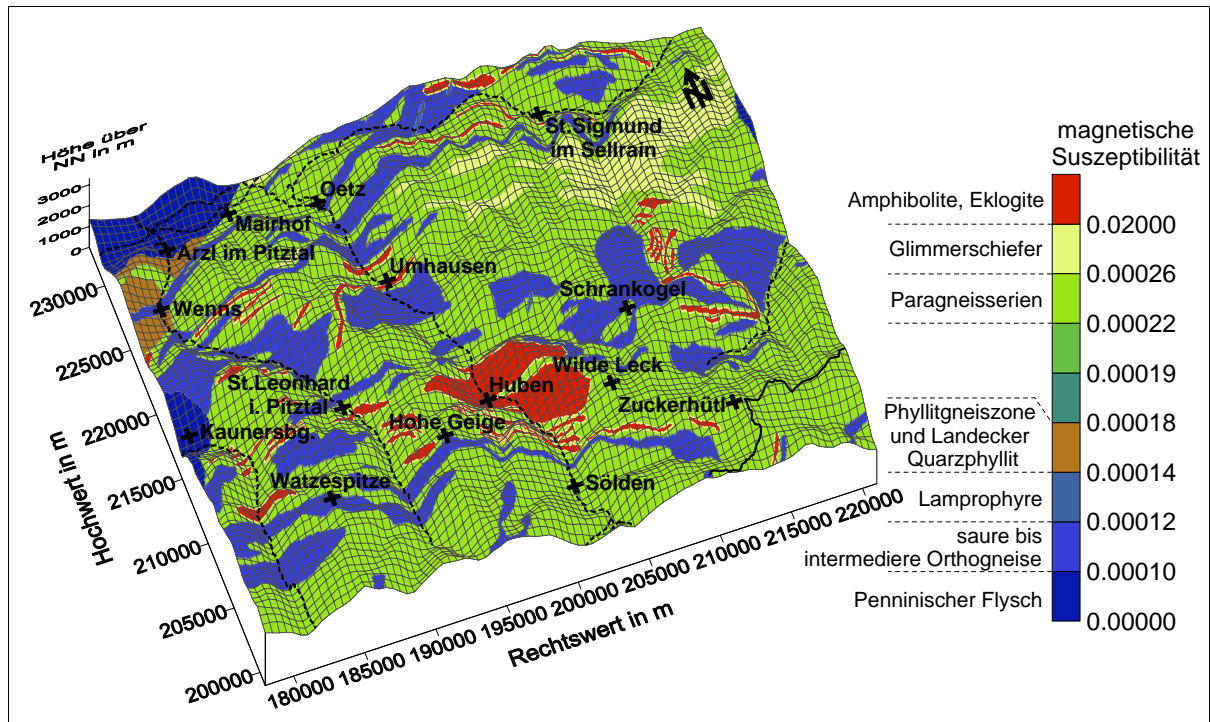 Höhe über
NN in m
3000
2000
1000
0
N
St.Sigmund
im Sellrain
Oetz
Mairhof
Arzl im Pitztal
Umhausen
Wenns
Schrankogel
Wilde Leck
St.Leonhard
i. Pitztal
Huben
Zuckerhütl
Hohe Geige
Kaunersbg.
Watzespitze
Sölden
230000
225000
220000
215000
210000
205000
200000
Hochwert in m
180000
185000
190000
195000
200000
205000
210000
215000
220000
Rechtswert in m
magnetische
Suszeptibilität
Amphibolite, Eklogite
0.02000
Glimmerschiefer
0.00026
Paragneisserien
0.00022
0.00019
0.00018
Phyllitgneiszone
und Landecker
Quarzphyllit
0.00014
Lamprophyre
0.00012
saure bis
intermediere Orthogneise
0.00010
Penninischer Flysch
0.00000